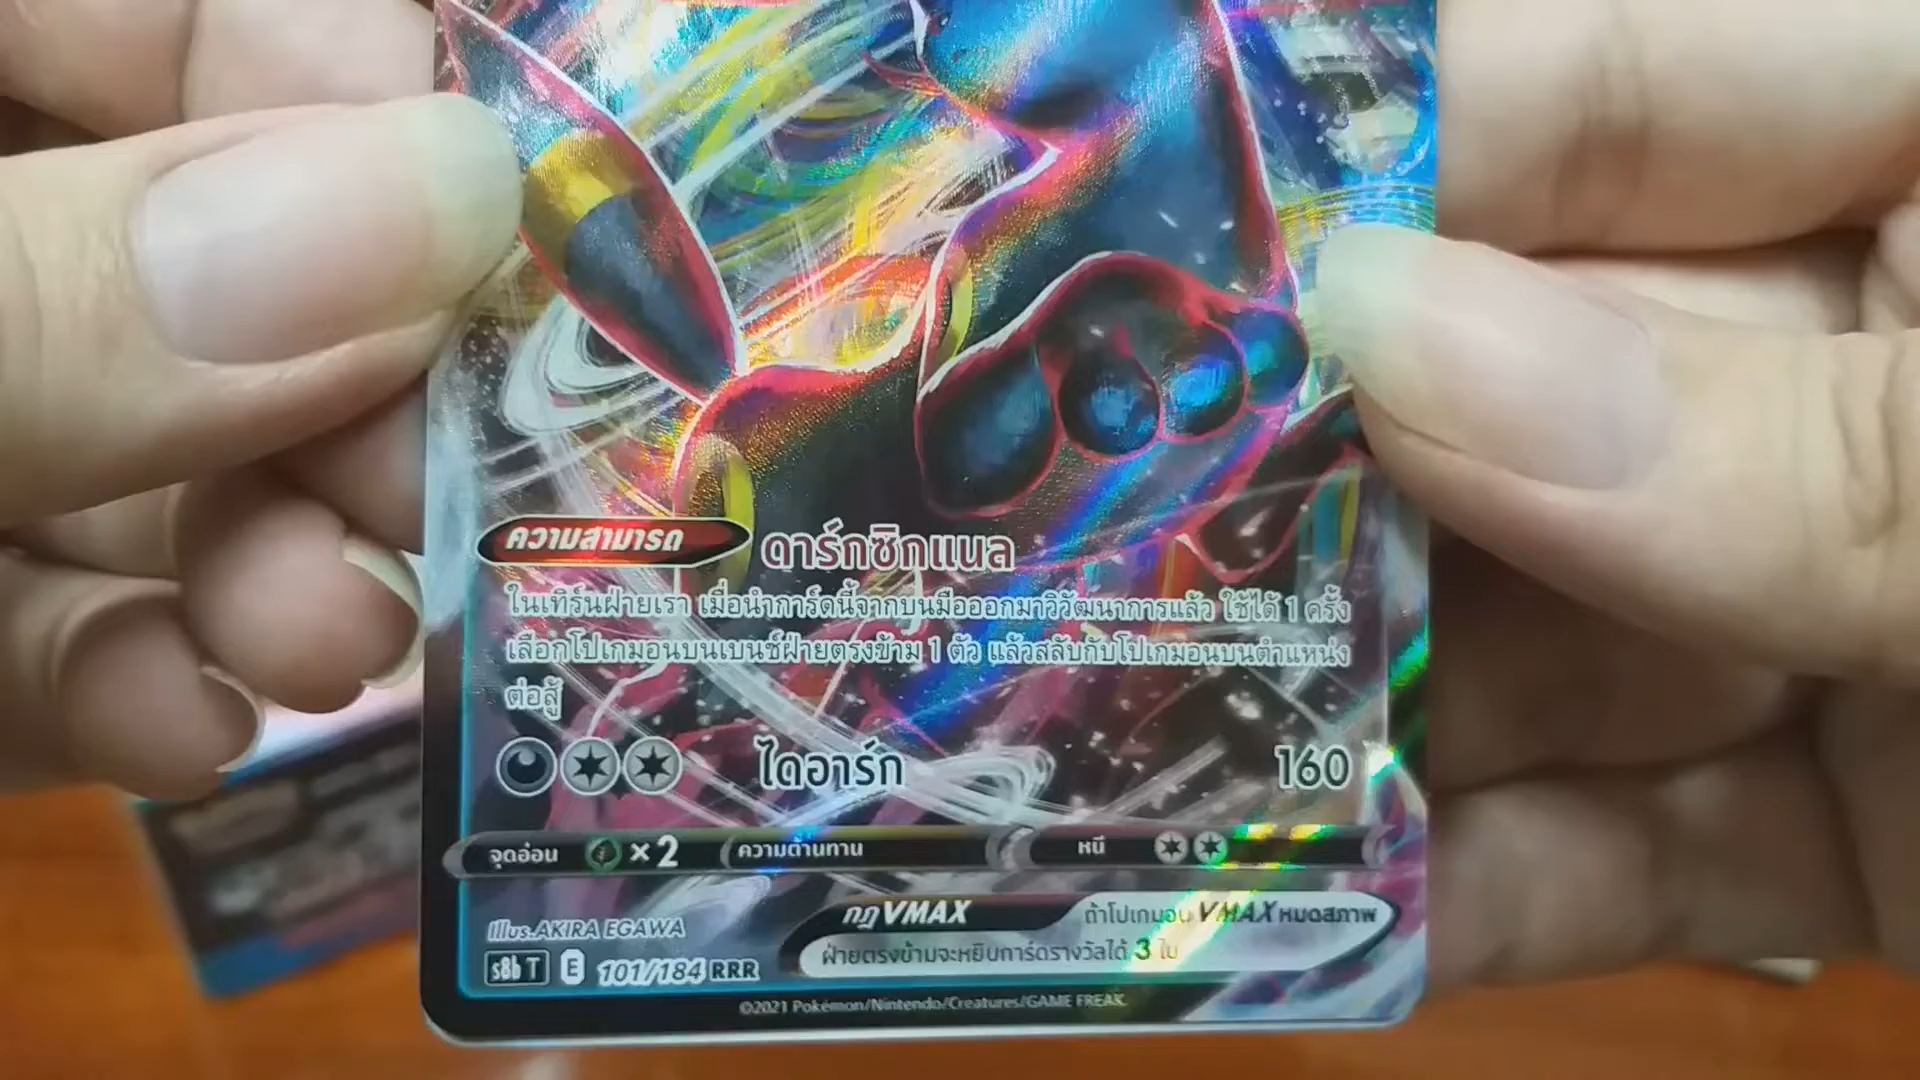 ความสามารถ ดาร์กซิกแนล
ในเทิร์นฝ่ายเรา เมื่อนำการ์ดนี้จากบนมือออกมาวิวัฒนาการแล้ว ใช้ได้ 1 ครั้ง
เลือกโปเกมอนบนเบนช์ฝ่ายตรงข้าม 1 ตัว แล้วสลับกับโปเกมอนบนตำแหน่ง
ต่อสู้
ไดอาร์ก 160
จุดอ่อน ×2 ความต้านทาน หนี
Illus. AKIRA EGAWA
กฎVMAX ถ้าโปเกมอนVMAXหมดสภาพ
ฝ่ายตรงข้ามจะหยิบการ์ดรางวัลได้ 3 ใบ
s8b T E 101/184 RRR
©2021 Pokémon/Nintendo/Creatures/GAME FREAK.